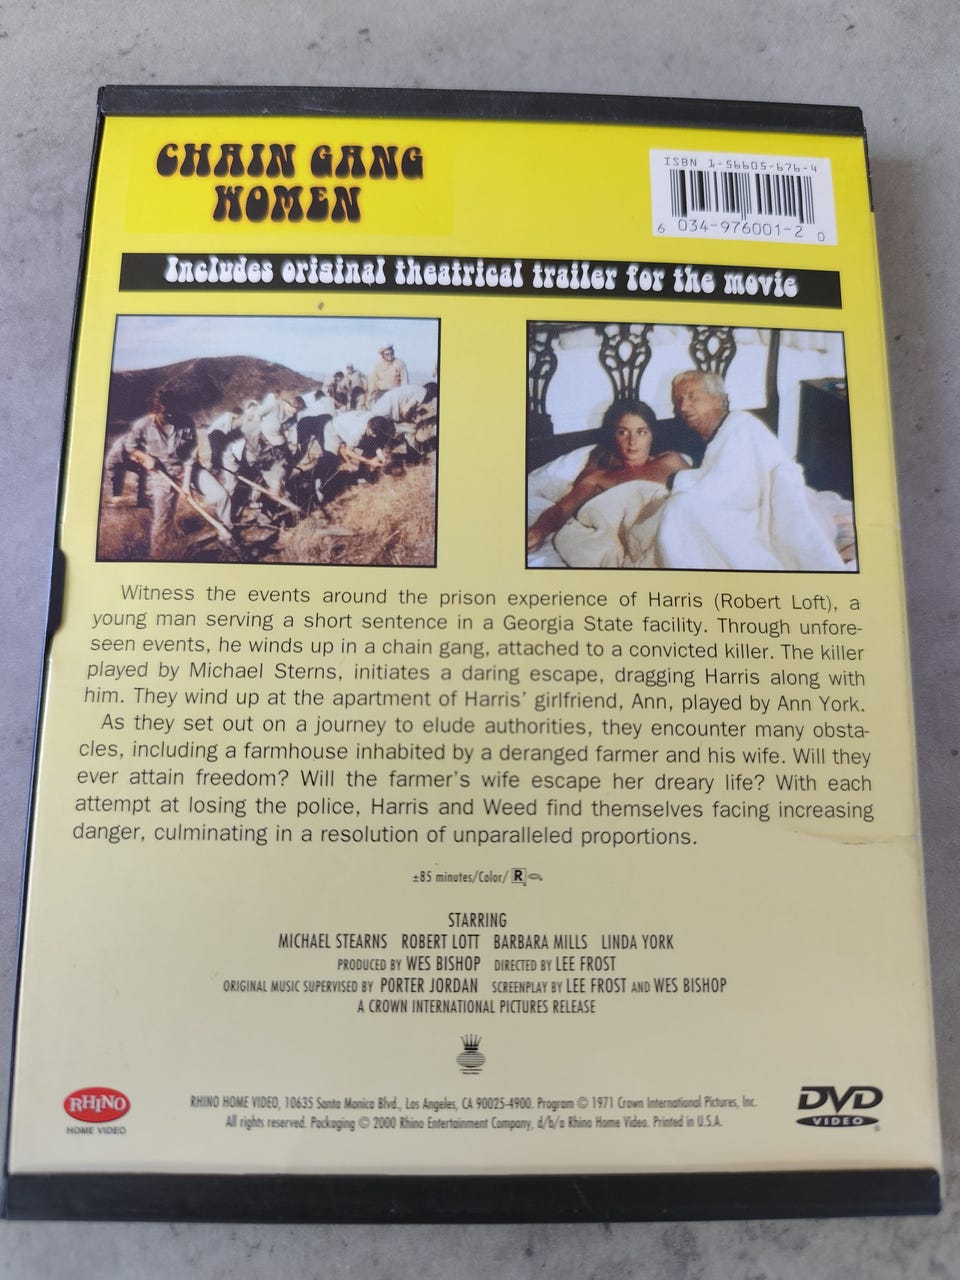 CHAIN GANG
WOMEN
ISBN 1-56605-676-4
6 034-976001-2 0
Includes original theatrical trailer for the movie
Witness the events around the prison experience of Harris (Robert Loft), a
young man serving a short sentence in a Georgia State facility. Through unfore-
seen events, he winds up in a chain gang, attached to a convicted killer. The killer
played by Michael Sterns, initiates a daring escape, dragging Harris along with
him. They wind up at the apartment of Harris' girlfriend, Ann, played by Ann York.
As they set out on a journey to elude authorities, they encounter many obsta-
cles, including a farmhouse inhabited by a deranged farmer and his wife. Will they
ever attain freedom? Will the farmer's wife escape her dreary life? With each
attempt at losing the police, Harris and Weed find themselves facing increasing
danger, culminating in a resolution of unparalleled proportions.
±85 minutes/Color/ R
STARRING
MICHAEL STEARNS ROBERT LOTT BARBARA MILLS LINDA YORK
PRODUCED BY WES BISHOP DIRECTED BY LEE FROST
ORIGINAL MUSIC SUPERVISED BY PORTER JORDAN SCREENPLAY BY LEE FROST AND WES BISHOP
A CROWN INTERNATIONAL PICTURES RELEASE
RHINO
HOME VIDEO
RHINO HOME VIDEO, 10635 Santa Monica Blvd., Los Angeles, CA 90025-4900. Program © 1971 Crown International Pictures, Inc.
All rights reserved. Packaging © 2000 Rhino Entertainment Company, d/b/a Rhino Home Video. Printed in U.S.A.
DVD
VIDEO